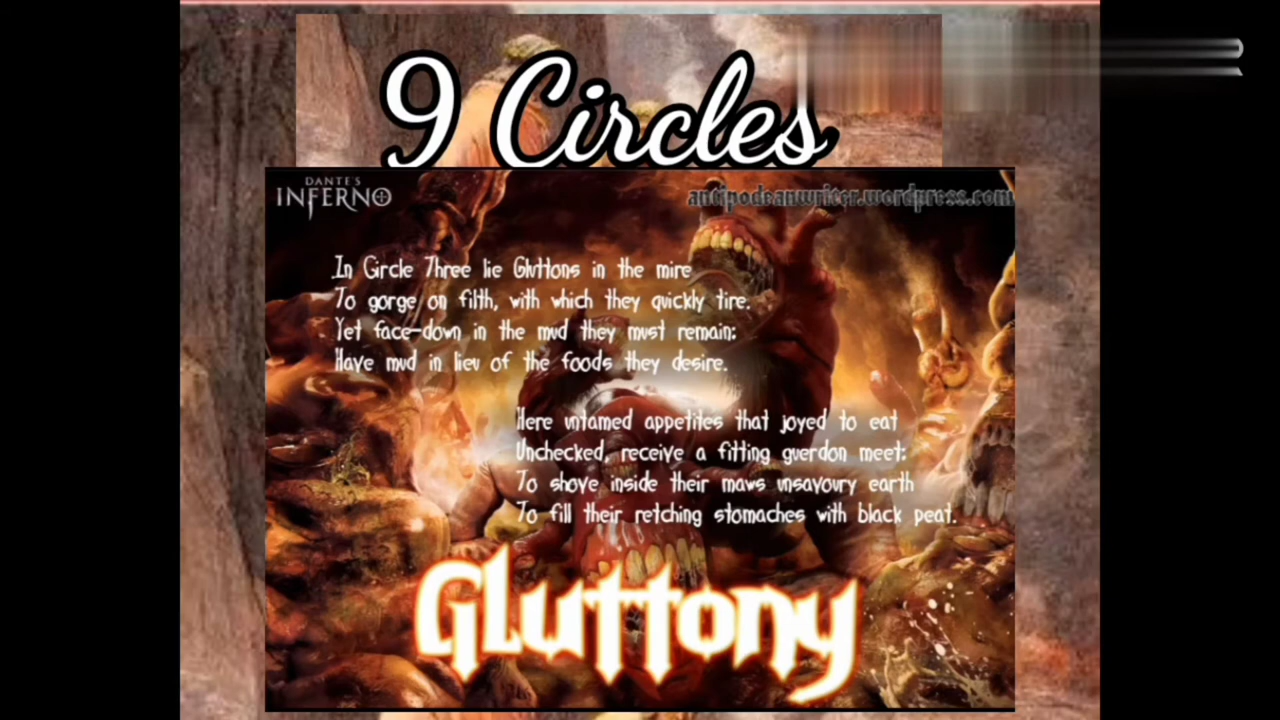 9 Circles
DANTE'S
INFERNO
antipodeanwriter.wordpress.com
In Circle Three lie Gluttons in the mire
To gorge on filth, with which they quickly tire.
Yet face-down in the mud they must remain;
Have mud in lieu of the foods they desire.
Here untamed appetites that joyed to eat
Unchecked, receive a fitting guerdon meet:
To shove inside their maws unsavoury earth
To fill their retching stomaches with black peat.
Gluttony